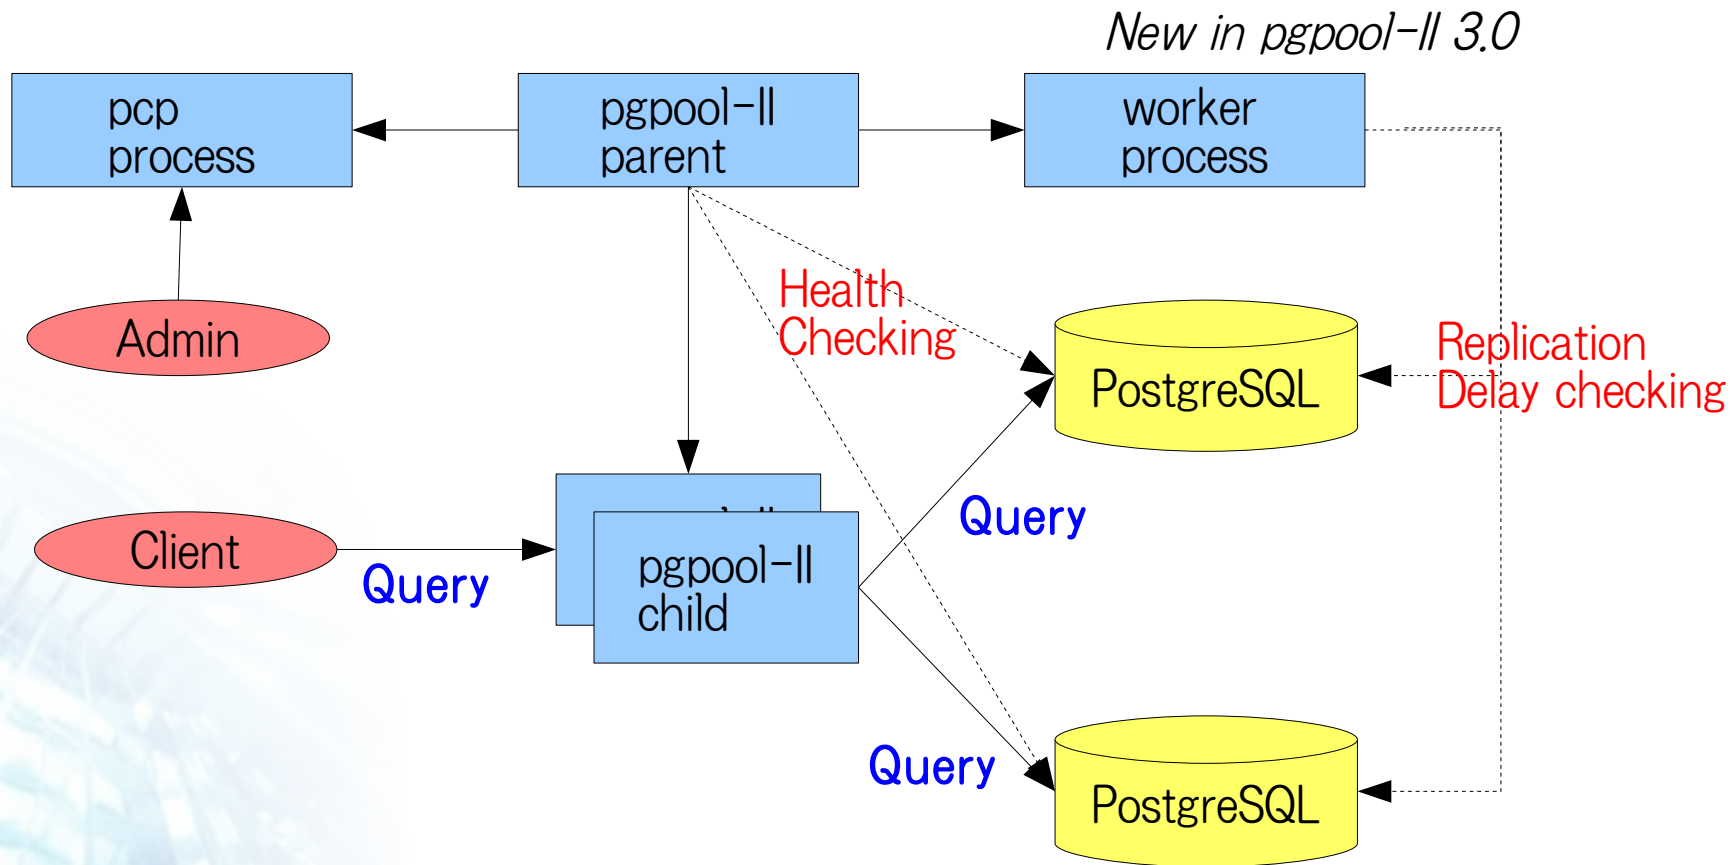 New in pgpool-II 3.0
pcp
process
pgpool-II
parent
worker
process
Health
Checking
Admin
PostgreSQL
Replication
Delay checking
Query
Client
Query
pgpool-II
child
Query
PostgreSQL